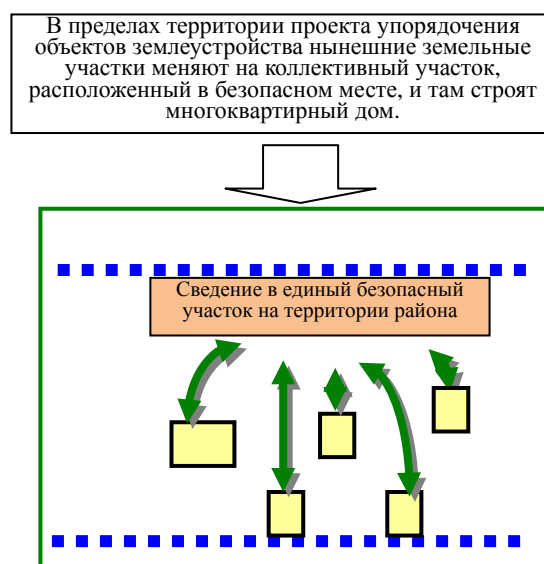 В пределах территории проекта упорядочения
объектов землеустройства нынешние земельные
участки меняют на коллективный участок,
расположенный в безопасном месте, и там строят
многоквартирный дом.
Сведение в единый безопасный
участок на территории района